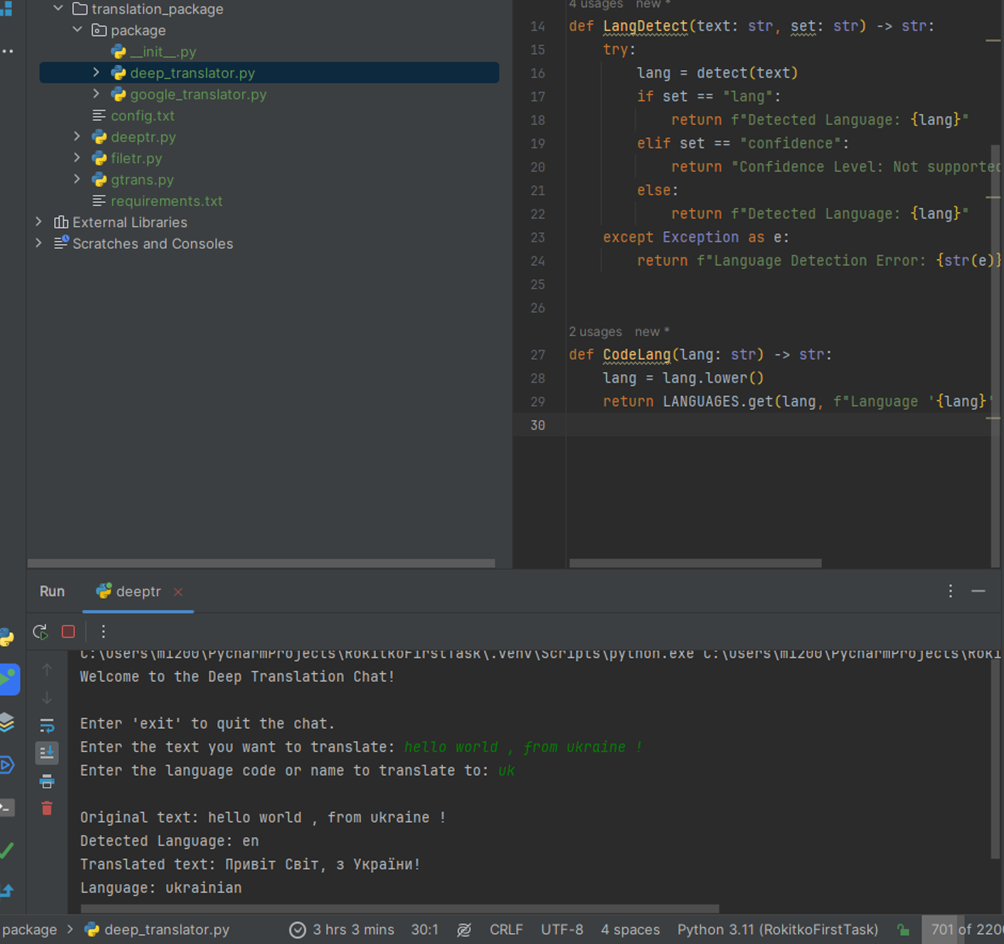 translation_package
package
__init__.py
deep_translator.py
google_translator.py
config.txt
deeptr.py
filetr.py
gtrans.py
requirements.txt
External Libraries
Scratches and Consoles
4 usages new *
14 def LangDetect(text: str, set: str) -> str:
15 try:
16 lang = detect(text)
17 if set == "lang":
18 return f"Detected Language: {lang}"
19 elif set == "confidence":
20 return "Confidence Level: Not supported
21 else:
22 return f"Detected Language: {lang}"
23 except Exception as e:
24 return f"Language Detection Error: {str(e)}
25
26
2 usages new *
27 def CodeLang(lang: str) -> str:
28 lang = lang.lower()
29 return LANGUAGES.get(lang, f"Language '{lang}'
30
Run deeptr
C:\Users\m1200\PycharmProjects\RokitkoFirstTask\.venv\Scripts\python.exe C:\Users\m1200\PycharmProjects\Roki
Welcome to the Deep Translation Chat!
Enter 'exit' to quit the chat.
Enter the text you want to translate: hello world , from ukraine !
Enter the language code or name to translate to: uk
Original text: hello world , from ukraine !
Detected Language: en
Translated text: Привіт Світ, з України!
Language: ukrainian
package > deep_translator.py 3 hrs 3 mins 30:1 CRLF UTF-8 4 spaces Python 3.11 (RokitkoFirstTask) 701 of 220